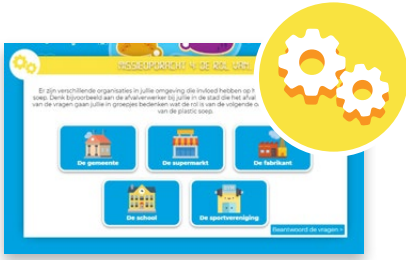 MISSIEOPDRACHT 4 DE ROL VAN
Er zijn verschillende organisaties in jullie omgeving die invloed hebben op h
soep. Denk bijvoorbeeld aan de afvalverwerker bij jullie in de stad die het afval
van de vragen gaan jullie in groepjes bedenken wat de rol is van de volgende o
van de plastic soep.
De gemeente
De supermarkt
De fabrikant
De school
De sportvereniging
Beantwoord de vragen >